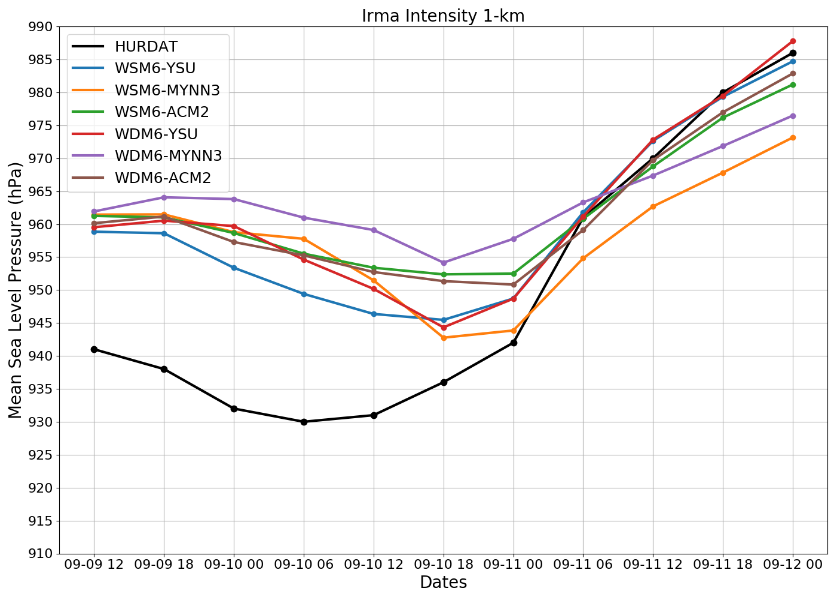 Irma Intensity 1-km
HURDAT
WSM6-YSU
WSM6-MYNN3
WSM6-ACM2
WDM6-YSU
WDM6-MYNN3
WDM6-ACM2
Mean Sea Level Pressure (hPa)
990
985
980
975
970
965
960
955
950
945
940
935
930
925
920
915
910
09-09 12 09-09 18 09-10 00 09-10 06 09-10 12 09-10 18 09-11 00 09-11 06 09-11 12 09-11 18 09-12 00
Dates